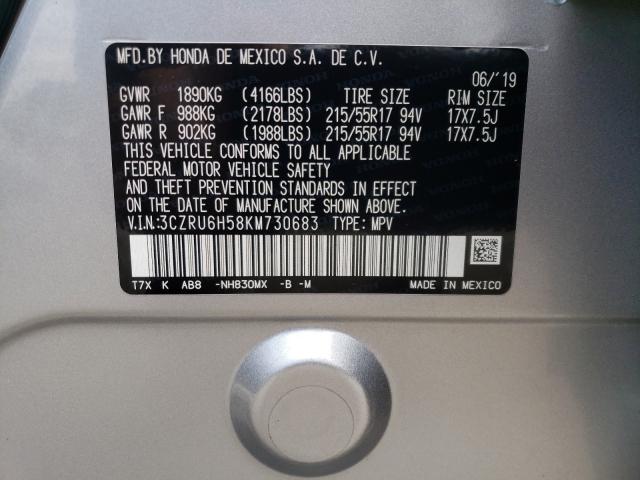 MFD.BY HONDA DE MEXICO S.A. DE C.V.
06/'19
GVWR 1890KG (4166LBS) TIRE SIZE RIM SIZE
GAWR F 988KG (2178LBS) 215/55R17 94V 17X7.5J
GAWR R 902KG (1988LBS) 215/55R17 94V 17X7.5J
THIS VEHICLE CONFORMS TO ALL APPLICABLE
FEDERAL MOTOR VEHICLE SAFETY
AND THEFT PREVENTION STANDARDS IN EFFECT
ON THE DATE OF MANUFACTURE SHOWN ABOVE.
V.I.N:3CZRU6H58KM730683 TYPE: MPV
T7X K AB8 -NH830MX -B -M MADE IN MEXICO